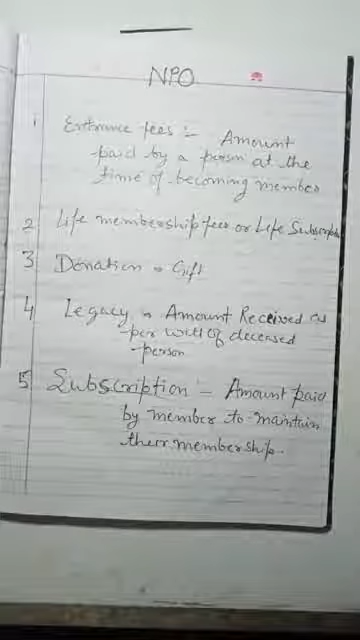 NPO
1 Entrance fees :- Amount
paid by a person at the
time of becoming member
2 Life membership fees or Life Subscrip
3 Donation = Gift
4 Legacy = Amount Received as
per will of deceased
person
5 Subscription = Amount paid
by member to maintain
their membership.